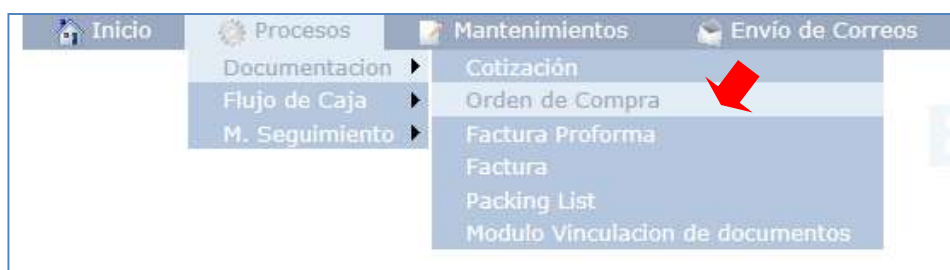 Inicio Procesos Mantenimientos Envío de Correos
Documentacion Cotización
Flujo de Caja Orden de Compra
M. Seguimiento Factura Proforma
Factura
Packing List
Modulo Vinculacion de documentos